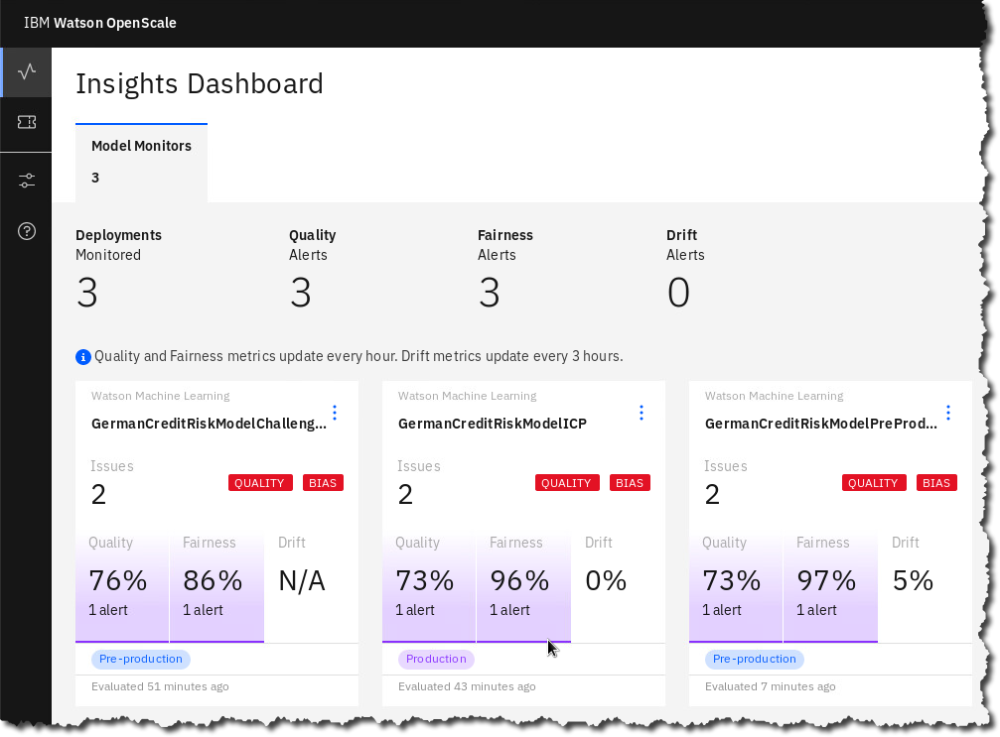 IBM Watson OpenScale
Insights Dashboard
Model Monitors
3
Deployments
Monitored
3
Quality
Alerts
3
Fairness
Alerts
3
Drift
Alerts
0
Quality and Fairness metrics update every hour. Drift metrics update every 3 hours.
Watson Machine Learning
GermanCreditRiskModelChalleng...
Issues
2
QUALITY BIAS
Quality Fairness Drift
76% 86% N/A
1 alert 1 alert
Pre-production
Evaluated 51 minutes ago
Watson Machine Learning
GermanCreditRiskModelICP
Issues
2
QUALITY BIAS
Quality Fairness Drift
73% 96% 0%
1 alert 1 alert
Production
Evaluated 43 minutes ago
Watson Machine Learning
GermanCreditRiskModelPreProd...
Issues
2
QUALITY BIAS
Quality Fairness Drift
73% 97% 5%
1 alert 1 alert
Pre-production
Evaluated 7 minutes ago